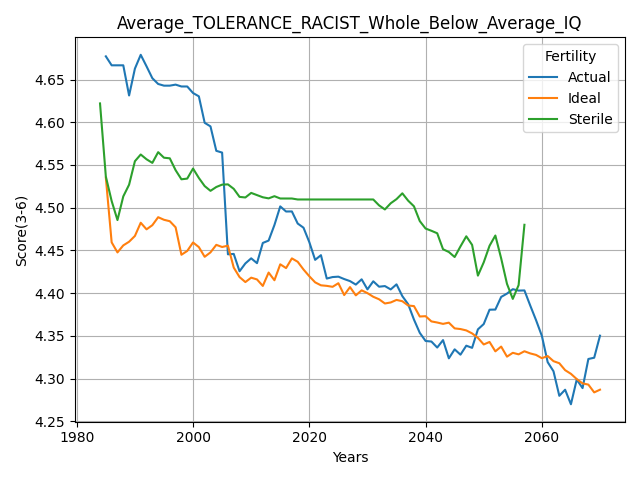 Average_TOLERANCE_RACIST_Whole_Below_Average_IQ
Fertility
Actual
Ideal
Sterile
Score(3-6)
4.65
4.60
4.55
4.50
4.45
4.40
4.35
4.30
4.25
1980
2000
2020
2040
2060
Years